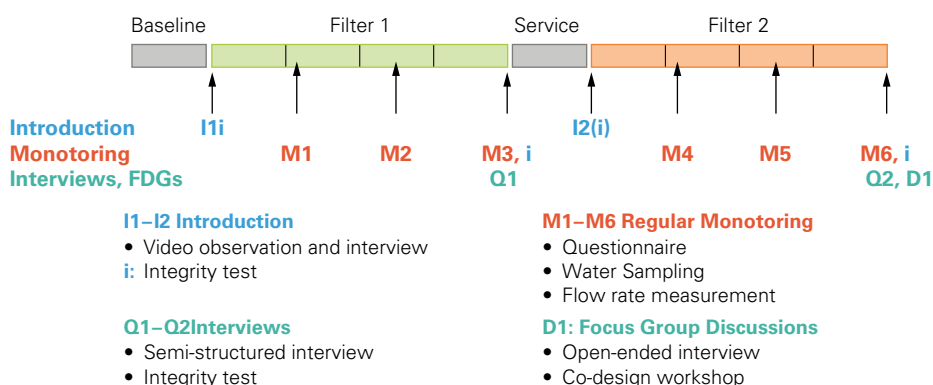 Baseline Filter 1 Service Filter 2
Introduction I1i I2(i)
Monotoring M1 M2 M3, i M4 M5 M6, i
Interviews, FDGs Q1 Q2, D1
I1–I2 Introduction
• Video observation and interview
i: Integrity test
M1–M6 Regular Monotoring
• Questionnaire
• Water Sampling
• Flow rate measurement
Q1–Q2Interviews
• Semi-structured interview
• Integrity test
D1: Focus Group Discussions
• Open-ended interview
• Co-design workshop